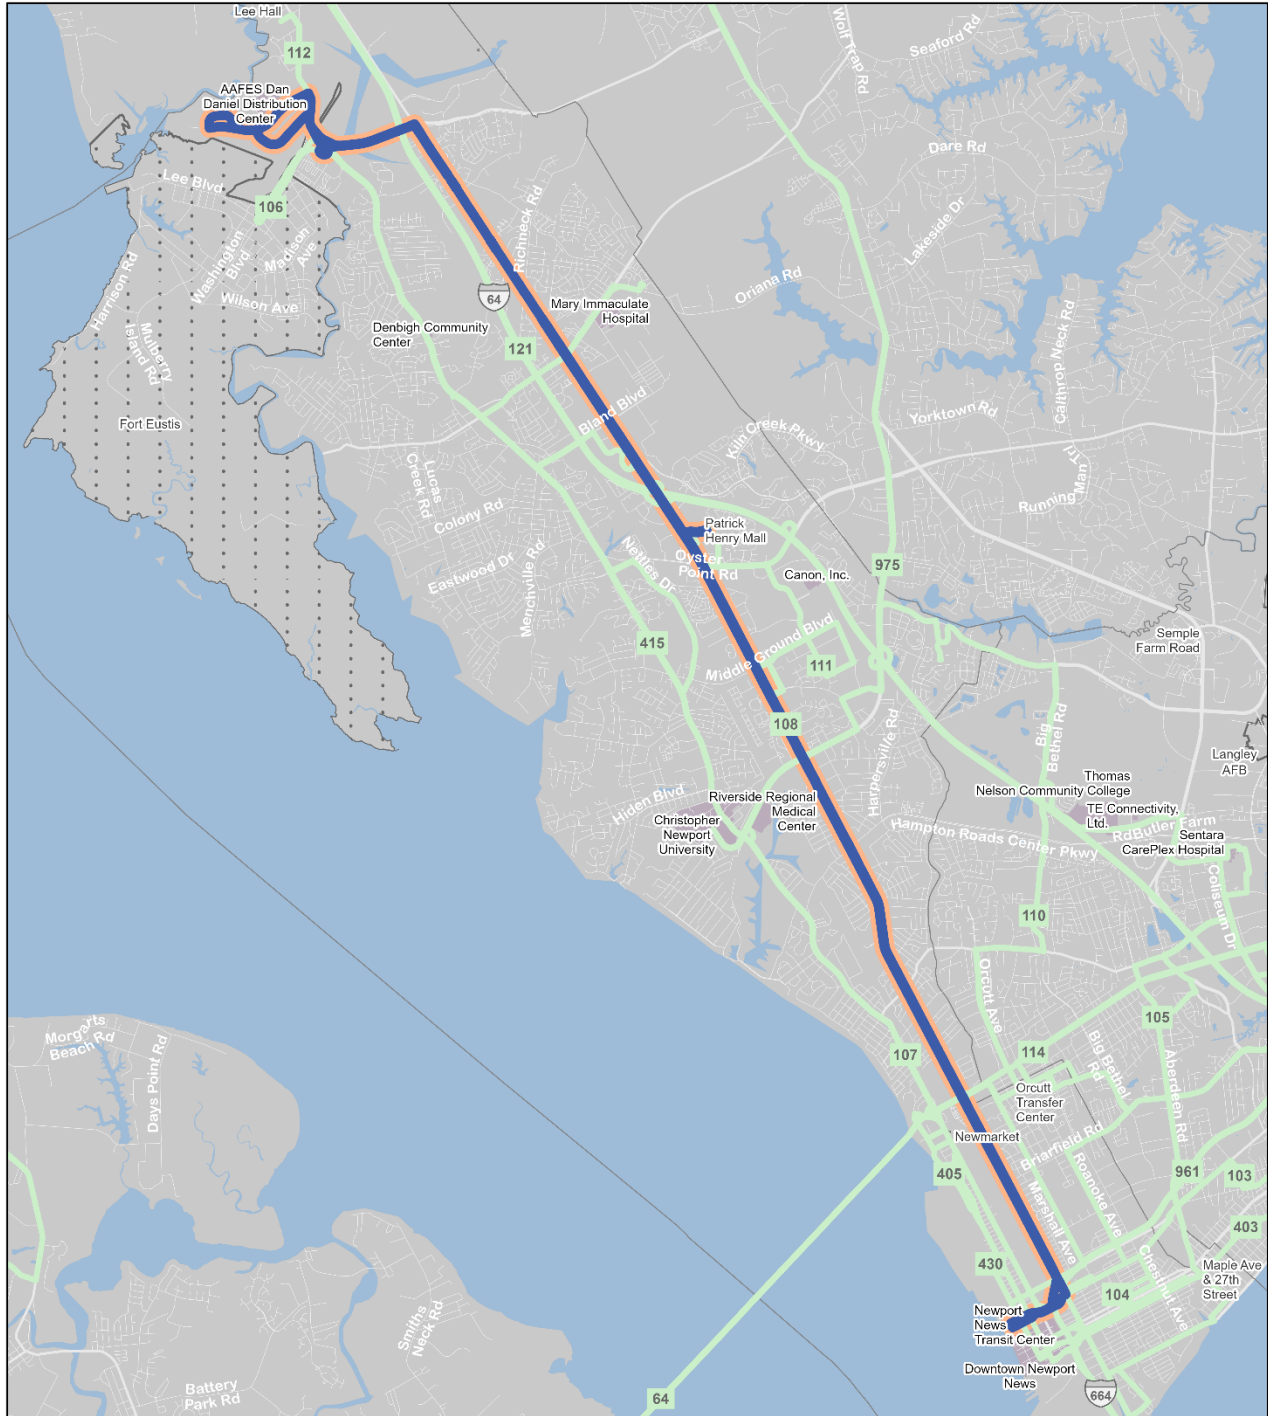 Lee Hall
112
Wolf Trap Rd
Seaford Rd
AAFES Dan
Daniel Distribution
Center
Dare Rd
Lee Blvd
106
Washington
Blvd
Madison
Ave
Richneck Rd
Lakeside Dr
Harrison Rd
Wilson Ave
64
Mary Immaculate
Hospital
Oriana Rd
Mulberry
Island Rd
Denbigh Community
Center
121
Calthrop Neck Rd
Fort Eustis
Bland Blvd
Kiln Creek Pkwy
Yorktown Rd
Lucas
Creek Rd
Colony Rd
Running
Man
Trl
Patrick
Henry Mall
Nettles Dr
Oyster
Point Rd
Eastwood Dr
Menchville Rd
Canon, Inc.
975
415
Middle Ground Blvd
111
Semple
Farm Road
108
Harpersville Rd
Big
Bethel Rd
Langley
AFB
Thomas
Nelson Community College
Hiden Blvd
Riverside Regional
Medical
Center
Christopher
Newport
University
TE Connectivity,
Ltd.
Hampton Roads Center Pkwy
Rd
Butler Farm
Sentara
CarePlex Hospital
Coliseum Dr
110
Orcutt Ave
105
Morgarts
Beach Rd
Days Point Rd
107
114
Big Bethel
Rd
Aberdeen Rd
Orcutt
Transfer
Center
Newmarket
Briarfield Rd
405
Roanoke Ave
961
103
Marshall Ave
403
430
Chestnut Ave
Maple Ave
& 27th
Street
104
Newport
News
Transit Center
Smiths
Neck Rd
Downtown Newport
News
Battery
Park Rd
64
664